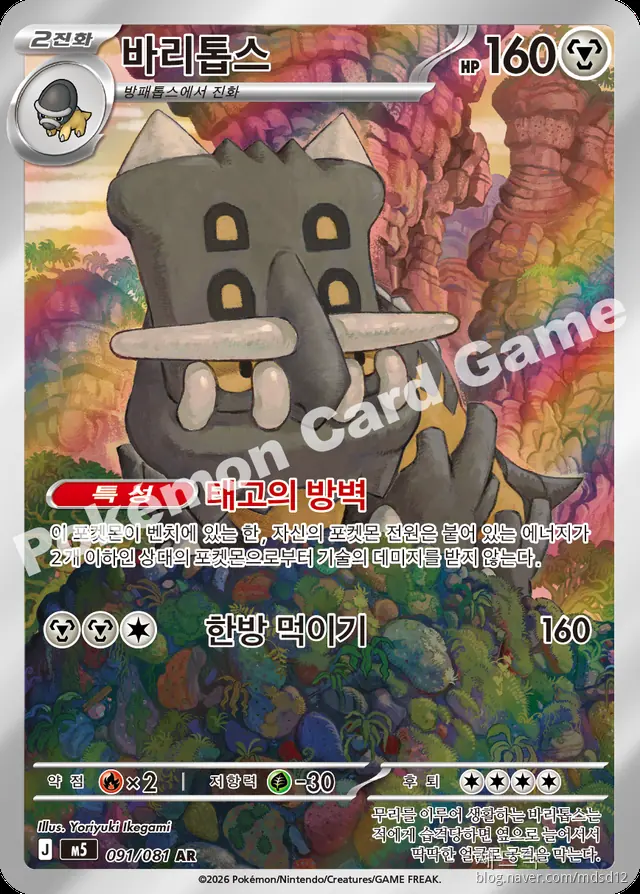 2진화
바리톱스
HP 160
방패톱스에서 진화
Pokémon Card Game
특성 태고의 방벽
이 포켓몬이 벤치에 있는 한, 자신의 포켓몬 전원은 붙어 있는 에너지가
2개 이하인 상대의 포켓몬으로부터 기술의 데미지를 받지 않는다.
한방 먹이기 160
약점 ×2 저항력 -30 후퇴
Illus. Yoriyuki Ikegami
J M5 091/081 AR
무리를 이루어 생활하는 바리톱스는
적에게 습격당하면 옆으로 늘어서서
딱딱한 얼굴로 공격을 막는다.
©2026 Pokémon/Nintendo/Creatures/GAME FREAK.
blog.naver.com/mdsd12